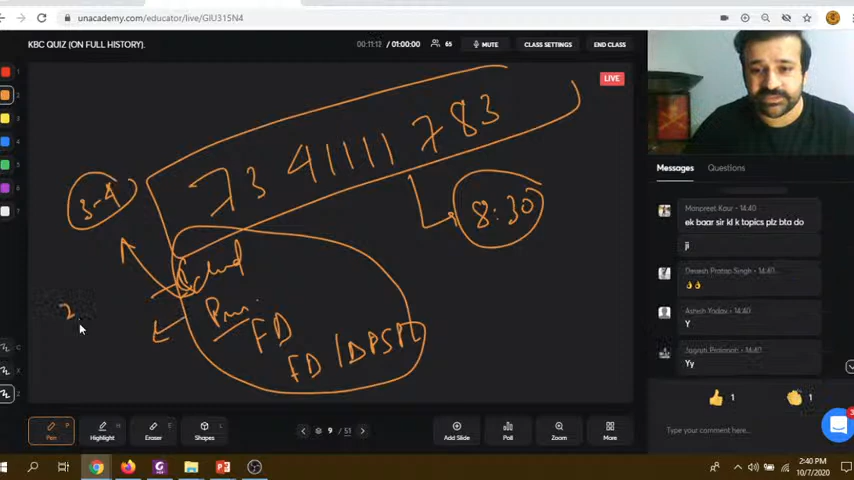 unacademy.com/educator/live/GIU315N4
KBC QUIZ (ON FULL HISTORY).
00:11:12 / 01:00:00
65
MUTE
CLASS SETTINGS
END CLASS
LIVE
73 41111 783
3-4
8:30
FD
FD / DPSP
2
Messages
Questions
Manpreet Kaur • 14:40
ek baar sir kl k topics plz bta do
ji
Devesh Pratap Singh • 14:40
👌👌
Ashish Yadav • 14:40
Y
14:40
Yy
👍 1
👏 1
Type your comment here...
Pen
P
Highlight
H
Eraser
E
Shapes
L
9 / 51
Add Slide
Poll
Zoom
More
2:40 PM
10/7/2020